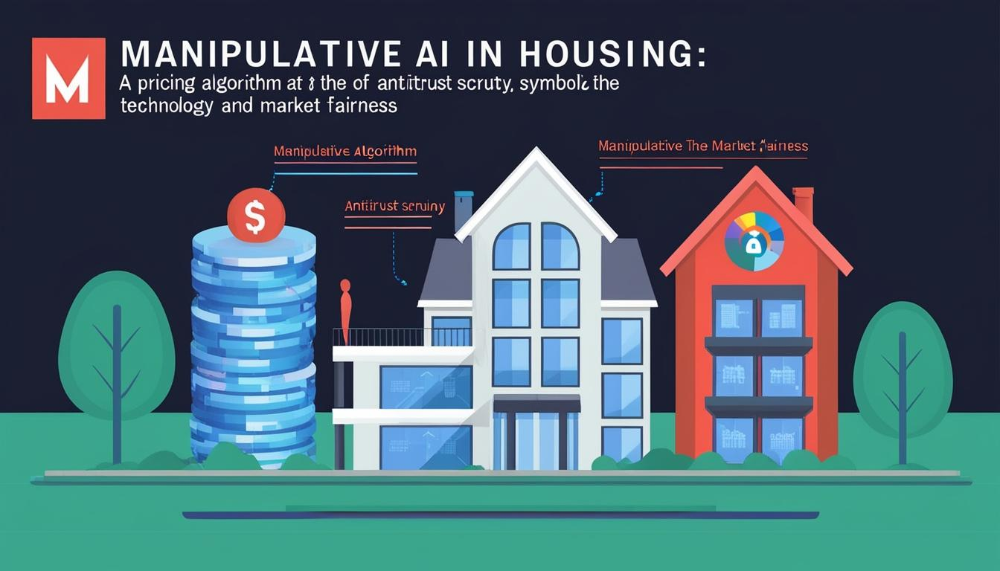 M
MANIPULATIVE AI IN HOUSING:
A pricing algorithm at the of antitrust scruty, symbol the
technology and market fairness
Manipulative Algorithm
Manipulative The Market fairness
Antitrust scruiny
$